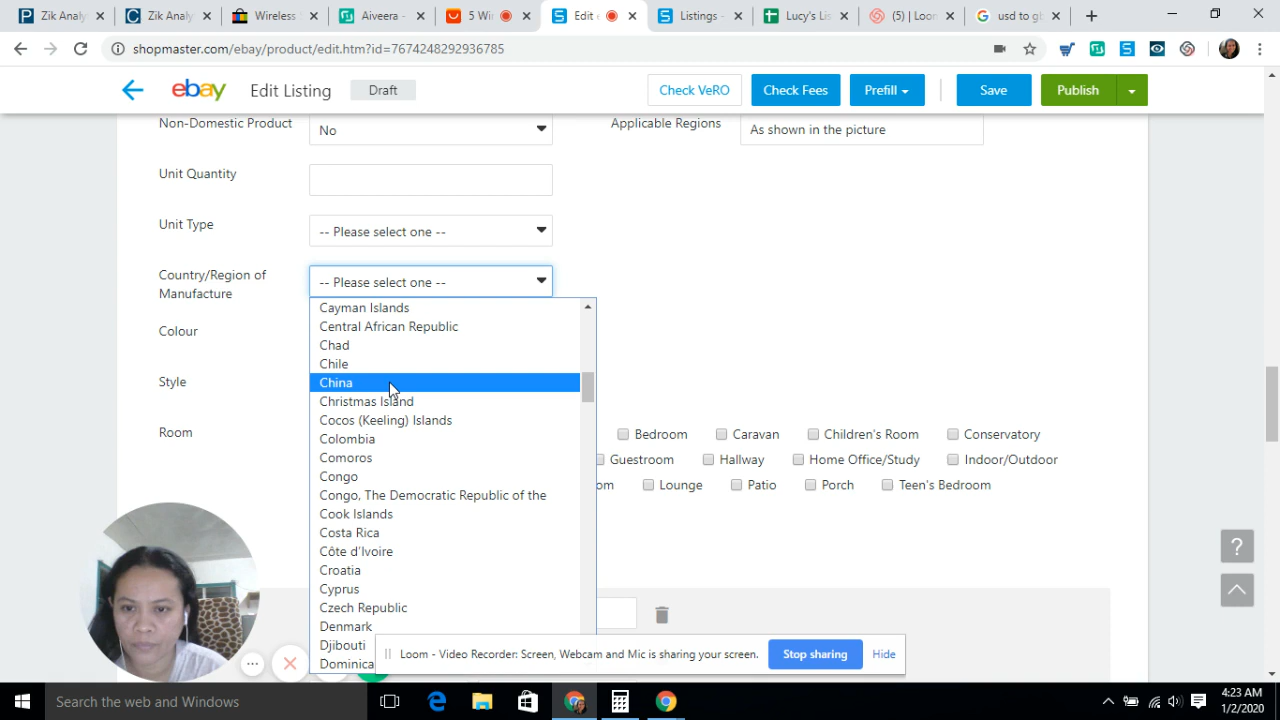 Zik Analy
Zik Analy
Wireless
Aiveer
5 Wi
Edit
Listings -
Lucy's Lis
(5) | Loo
usd to g
shopmaster.com/ebay/product/edit.htm?id=7674248292936785
ebay
Edit Listing
Draft
Check VeRO
Check Fees
Prefill
Save
Publish
Non-Domestic Product
No
Applicable Regions
As shown in the picture
Unit Quantity
Unit Type
-- Please select one --
Country/Region of
Manufacture
-- Please select one --
Cayman Islands
Central African Republic
Chad
Chile
China
Christmas Island
Cocos (Keeling) Islands
Colombia
Comoros
Congo
Congo, The Democratic Republic of the
Cook Islands
Costa Rica
Côte d'Ivoire
Croatia
Cyprus
Czech Republic
Denmark
Djibouti
Dominica
Colour
Style
Room
Bedroom
Caravan
Children's Room
Conservatory
Guestroom
Hallway
Home Office/Study
Indoor/Outdoor
om
Lounge
Patio
Porch
Teen's Bedroom
?
Loom - Video Recorder: Screen, Webcam and Mic is sharing your screen.
Stop sharing
Hide
Search the web and Windows
4:23 AM
1/2/2020